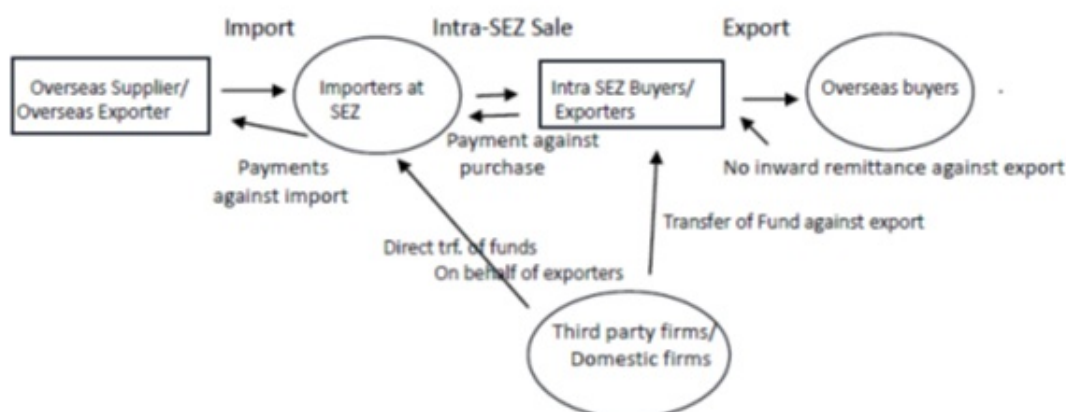 Import
Intra-SEZ Sale
Export
Overseas Supplier/
Overseas Exporter
Importers at
SEZ
Intra SEZ Buyers/
Exporters
Overseas buyers
Payments
against import
Payment against
purchase
No inward remittance against export
Transfer of Fund against export
Direct trf. of funds
On behalf of exporters
Third party firms/
Domestic firms